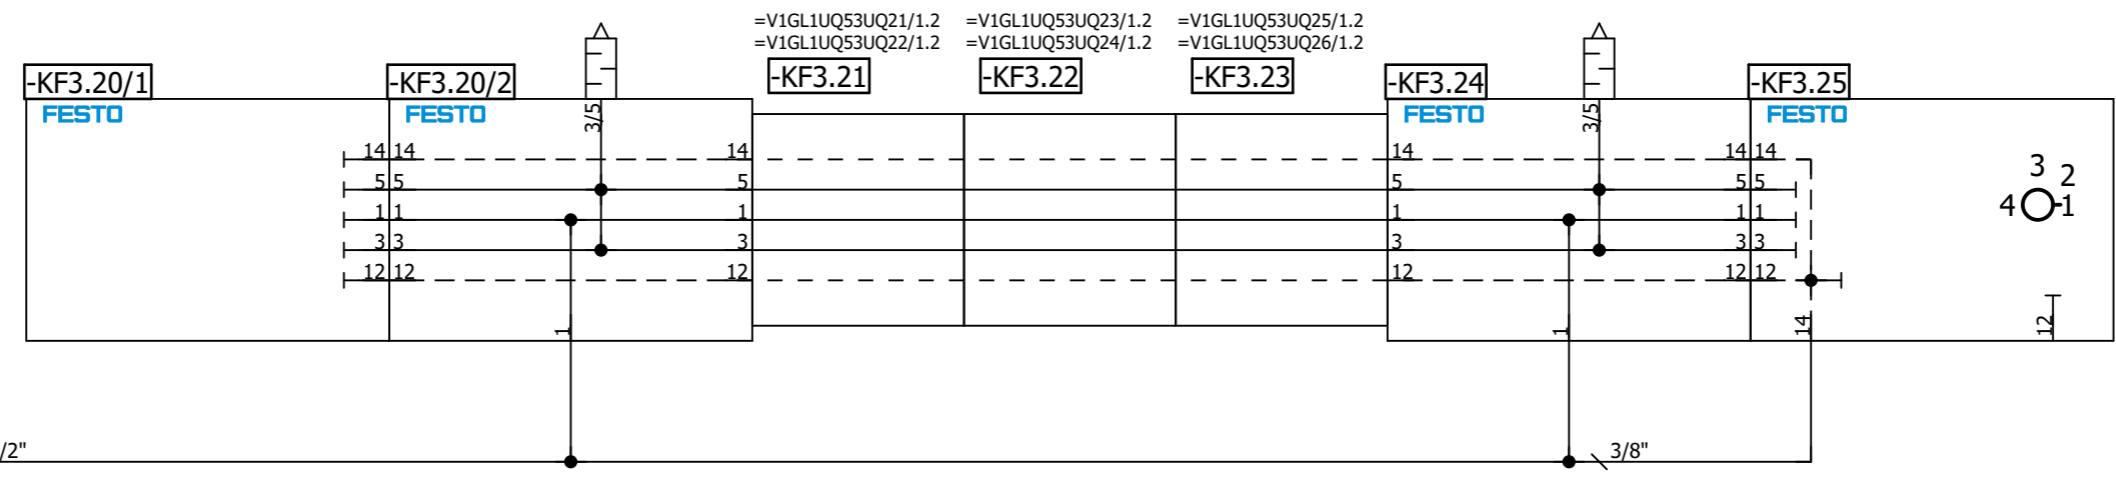 =V1GL1UQ53UQ21/1.2 =V1GL1UQ53UQ23/1.2 =V1GL1UQ53UQ25/1.2
=V1GL1UQ53UQ22/1.2 =V1GL1UQ53UQ24/1.2 =V1GL1UQ53UQ26/1.2
-KF3.20/1 -KF3.20/2 -KF3.21 -KF3.22 -KF3.23 -KF3.24 -KF3.25
FESTO FESTO FESTO FESTO
3/5 3/5
14 14 14 14 14 14
5 5 5 5 5 5
1 1 1 1 1 1
3 3 3 3 3 3
12 12 12 12 12 12
3 2
4 1
1 1 14 12
/2" 3/8"